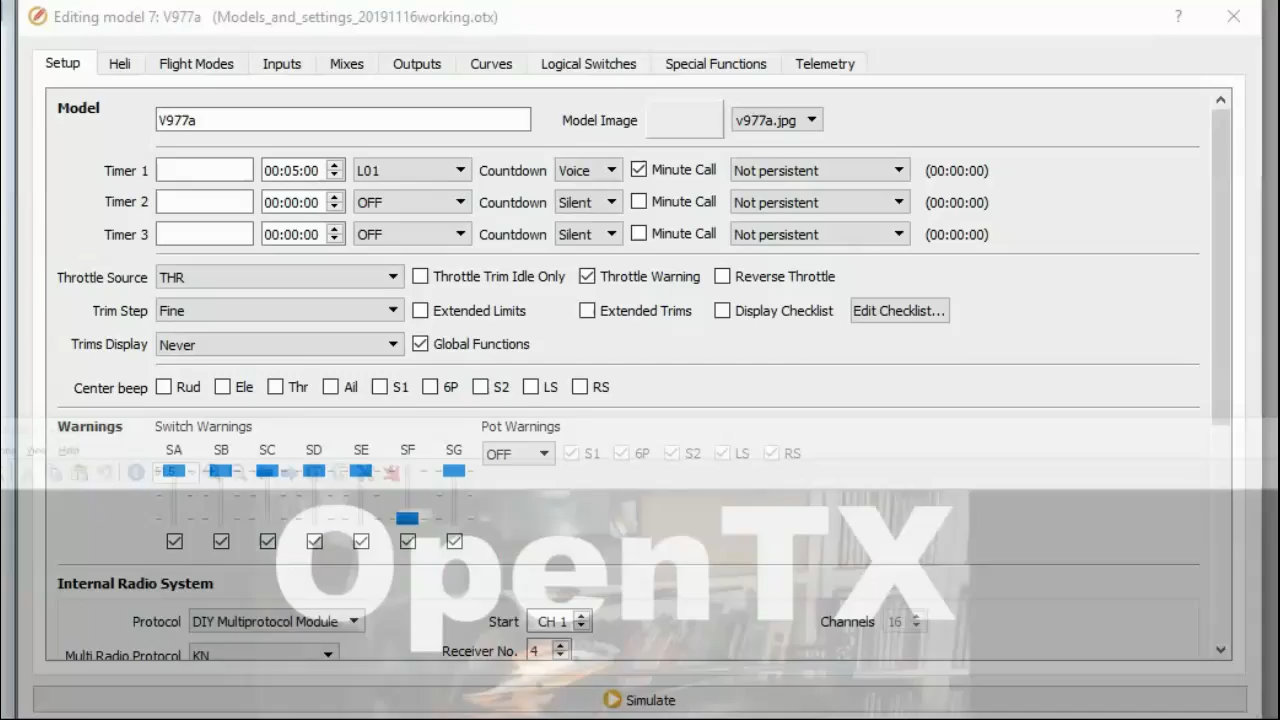 Editing model 7: V977a (Models_and_settings_20191116working.otx) ?
Setup Heli Flight Modes Inputs Mixes Outputs Curves Logical Switches Special Functions Telemetry
Model V977a Model Image v977a.jpg
Timer 1 00:05:00 L01 Countdown Voice Minute Call Not persistent (00:00:00)
Timer 2 00:00:00 OFF Countdown Silent Minute Call Not persistent (00:00:00)
Timer 3 00:00:00 OFF Countdown Silent Minute Call Not persistent (00:00:00)
Throttle Source THR Throttle Trim Idle Only Throttle Warning Reverse Throttle
Trim Step Fine Extended Limits Extended Trims Display Checklist Edit Checklist...
Trims Display Never Global Functions
Center beep Rud Ele Thr Ail S1 6P S2 LS RS
Warnings Switch Warnings Pot Warnings
SA SB SC SD SE SF SG OFF S1 6P S2 LS RS
OpenTX
Internal Radio System
Protocol DIY Multiprotocol Module Start CH 1 Channels 16
Multi Radio Protocol KN Receiver No. 4
Simulate